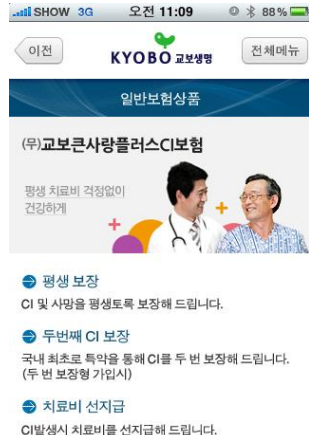 SHOW 3G 오전 11:09 88%
이전
KYOBO 교보생명
전체메뉴
일반보험상품
(무)교보큰사랑플러스CI보험
평생 치료비 걱정없이
건강하게
평생 보장
CI 및 사망을 평생토록 보장해 드립니다.
두번째 CI 보장
국내 최초로 특약을 통해 CI를 두 번 보장해 드립니다.
(두 번 보장형 가입시)
치료비 선지급
CI발생시 치료비를 선지급해 드립니다.